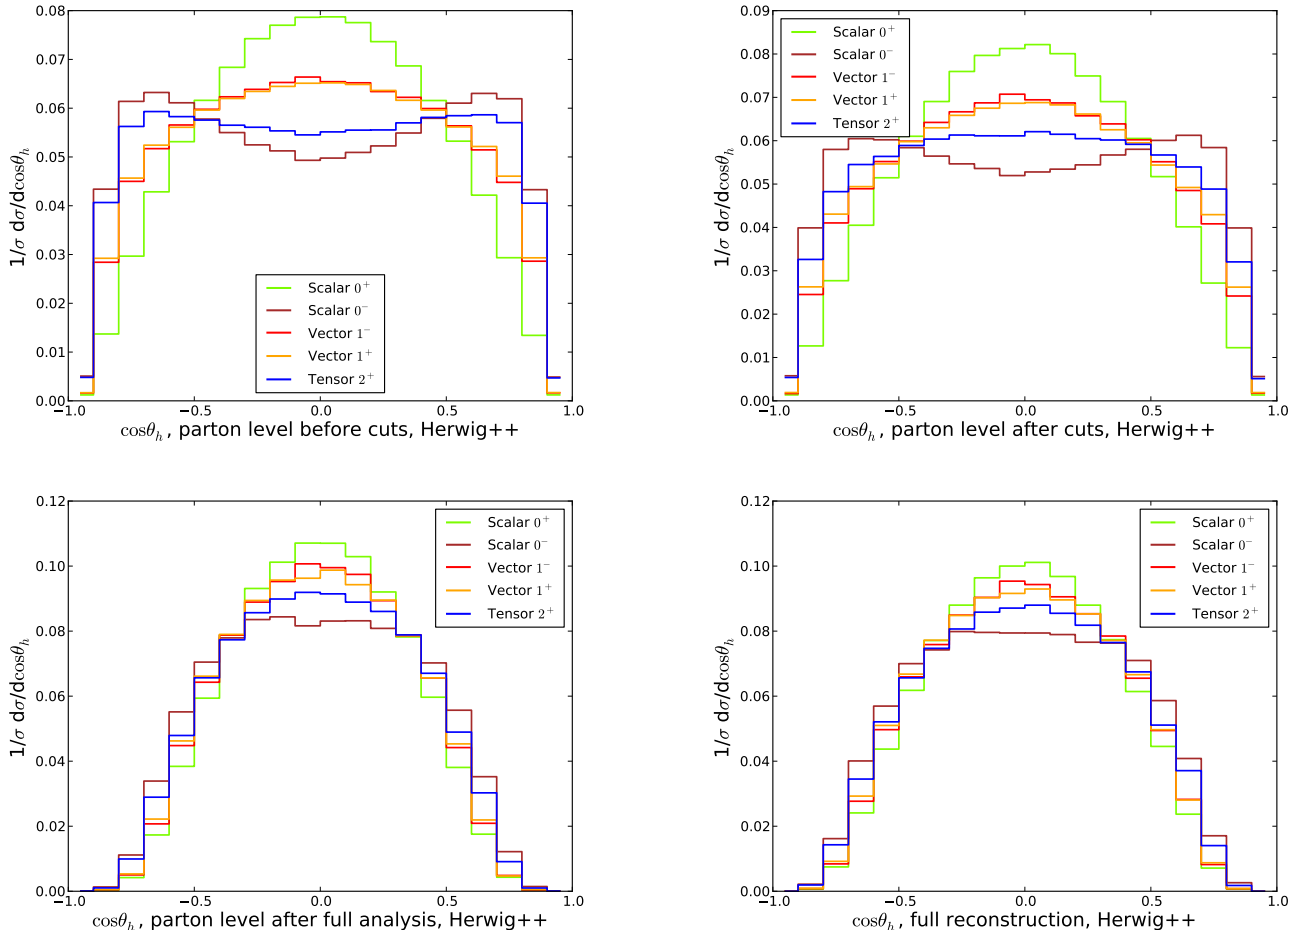 0.08
0.07
0.06
0.05
0.04
0.03
0.02
0.01
0.00
1/σ dσ/dcosθ_h
Scalar 0⁺
Scalar 0⁻
Vector 1⁻
Vector 1⁺
Tensor 2⁺
−1.0 −0.5 0.0 0.5 1.0
cosθ_h, parton level before cuts, Herwig++
0.09
0.08
0.07
0.06
0.05
0.04
0.03
0.02
0.01
0.00
1/σ dσ/dcosθ_h
Scalar 0⁺
Scalar 0⁻
Vector 1⁻
Vector 1⁺
Tensor 2⁺
−1.0 −0.5 0.0 0.5 1.0
cosθ_h, parton level after cuts, Herwig++
0.12
0.10
0.08
0.06
0.04
0.02
0.00
1/σ dσ/dcosθ_h
Scalar 0⁺
Scalar 0⁻
Vector 1⁻
Vector 1⁺
Tensor 2⁺
−1.0 −0.5 0.0 0.5 1.0
cosθ_h, parton level after full analysis, Herwig++
0.12
0.10
0.08
0.06
0.04
0.02
0.00
1/σ dσ/dcosθ_h
Scalar 0⁺
Scalar 0⁻
Vector 1⁻
Vector 1⁺
Tensor 2⁺
−1.0 −0.5 0.0 0.5 1.0
cosθ_h, full reconstruction, Herwig++